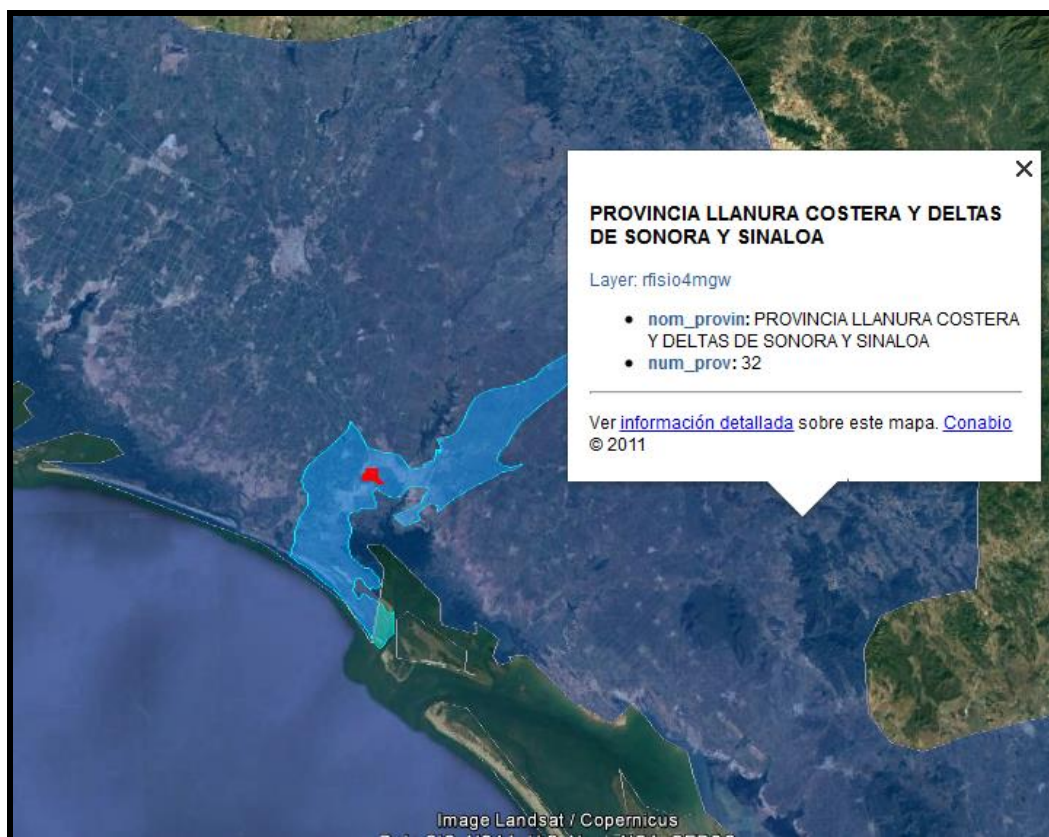 PROVINCIA LLANURA COSTERA Y DELTAS
DE SONORA Y SINALOA
Layer: rfisio4mgw
• nom_provin: PROVINCIA LLANURA COSTERA
Y DELTAS DE SONORA Y SINALOA
• num_prov: 32
Ver información detallada sobre este mapa. Conabio
© 2011
Image Landsat / Copernicus